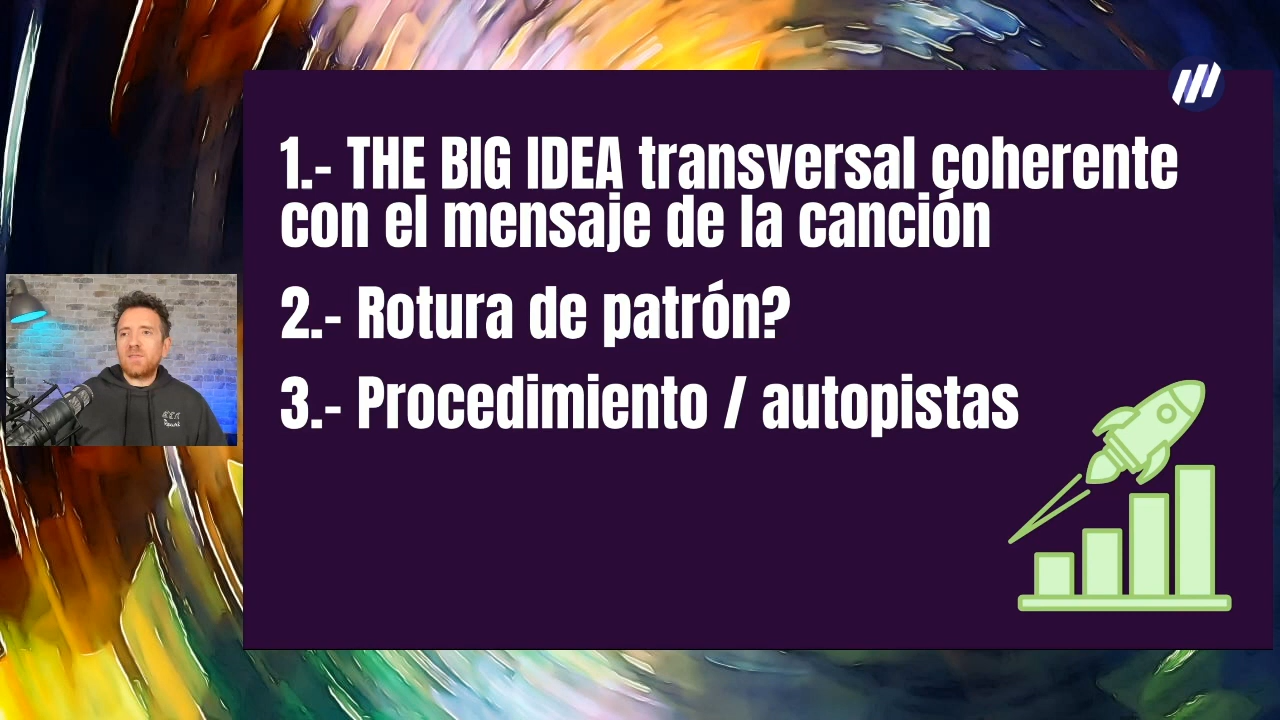 1.- THE BIG IDEA transversal coherente
con el mensaje de la canción
2.- Rotura de patrón?
3.- Procedimiento / autopistas